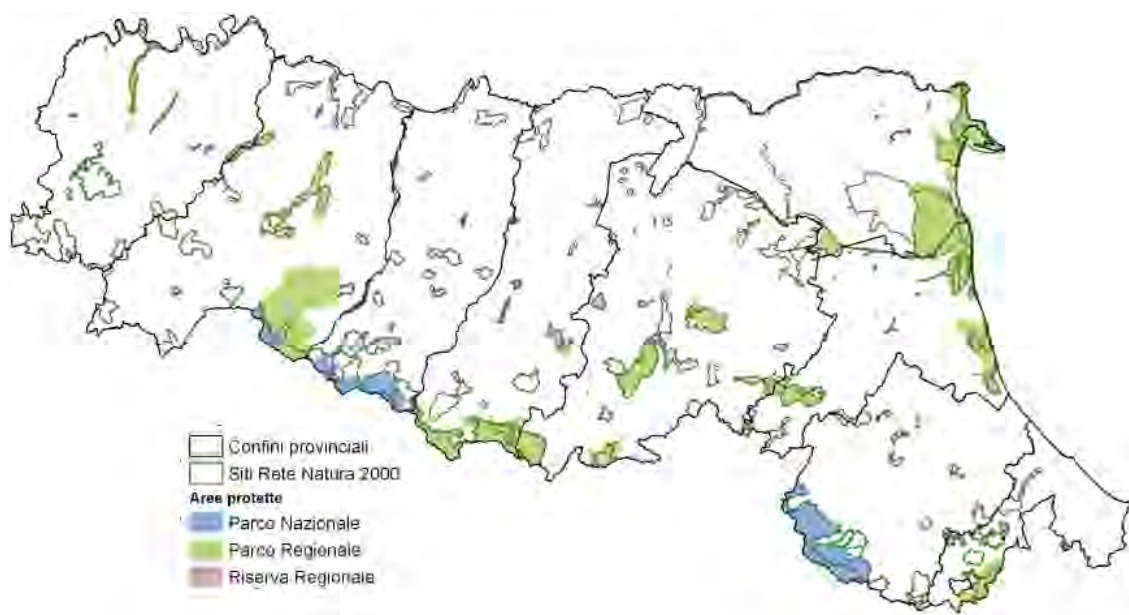 Confini provinciali
Siti Rete Natura 2000
Aree protette
Parco Nazionale
Parco Regionale
Riserva Regionale